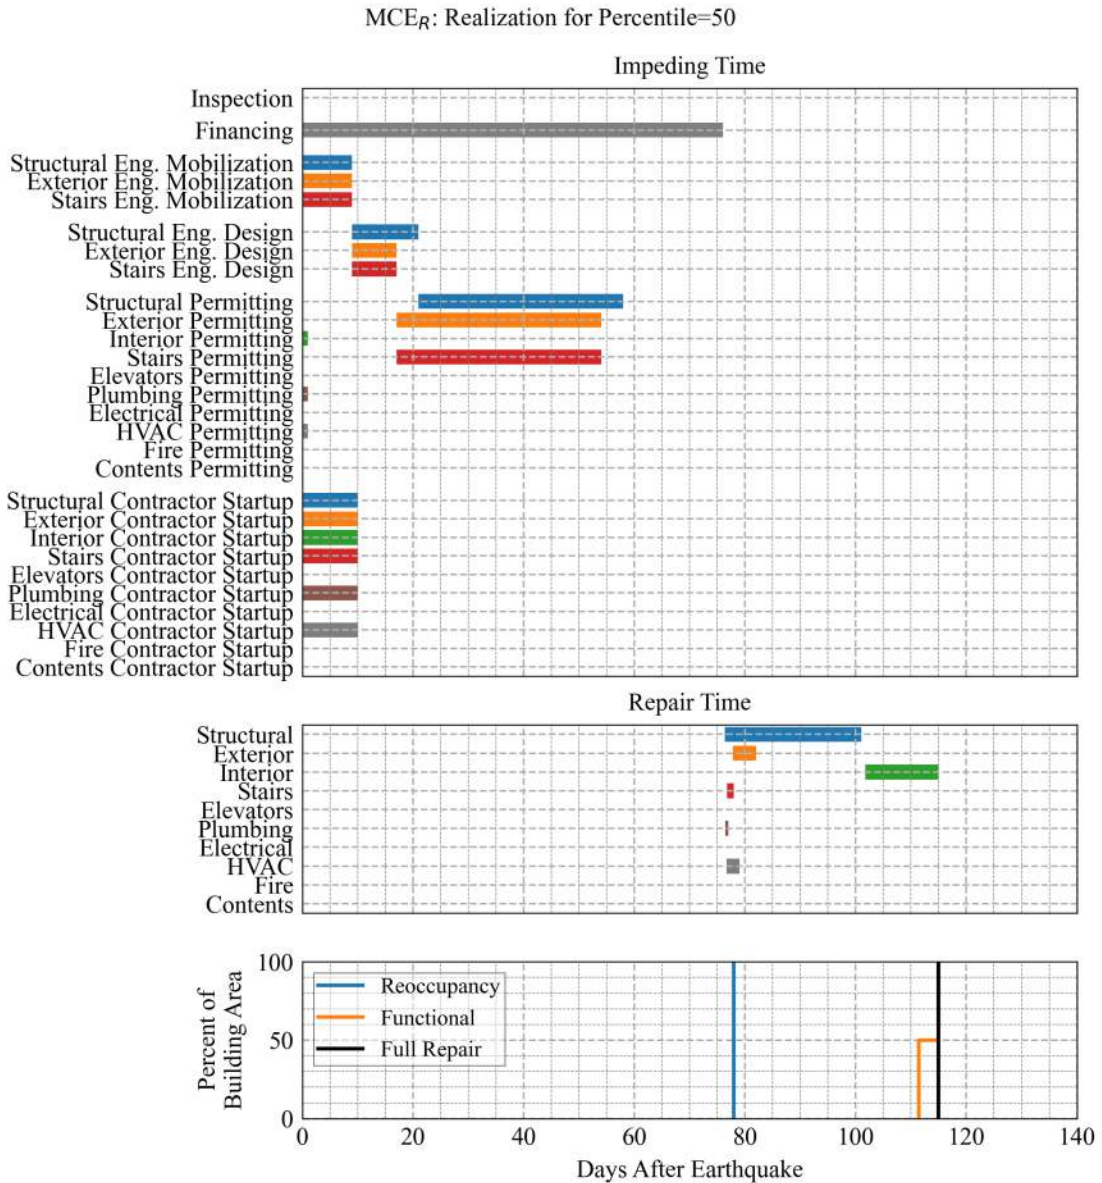 MCE_R: Realization for Percentile=50
Impeding Time
Inspection
Financing
Structural Eng. Mobilization
Exterior Eng. Mobilization
Stairs Eng. Mobilization
Structural Eng. Design
Exterior Eng. Design
Stairs Eng. Design
Structural Permitting
Exterior Permitting
Interior Permitting
Stairs Permitting
Elevators Permitting
Plumbing Permitting
Electrical Permitting
HVAC Permitting
Fire Permitting
Contents Permitting
Structural Contractor Startup
Exterior Contractor Startup
Interior Contractor Startup
Stairs Contractor Startup
Elevators Contractor Startup
Plumbing Contractor Startup
Electrical Contractor Startup
HVAC Contractor Startup
Fire Contractor Startup
Contents Contractor Startup
Repair Time
Structural
Exterior
Interior
Stairs
Elevators
Plumbing
Electrical
HVAC
Fire
Contents
Percent of
Building Area
100
50
0
Reoccupancy
Functional
Full Repair
0 20 40 60 80 100 120 140
Days After Earthquake